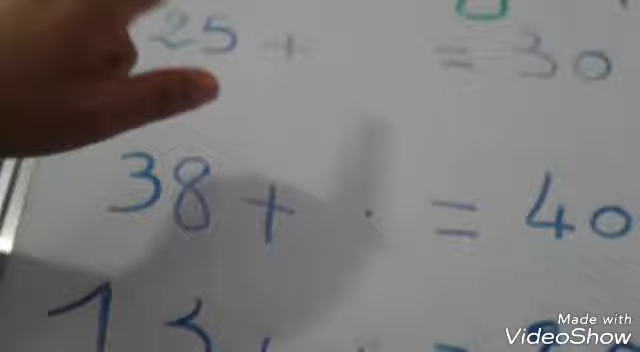 25 + = 30
38 + . = 40
Made with
VideoShow